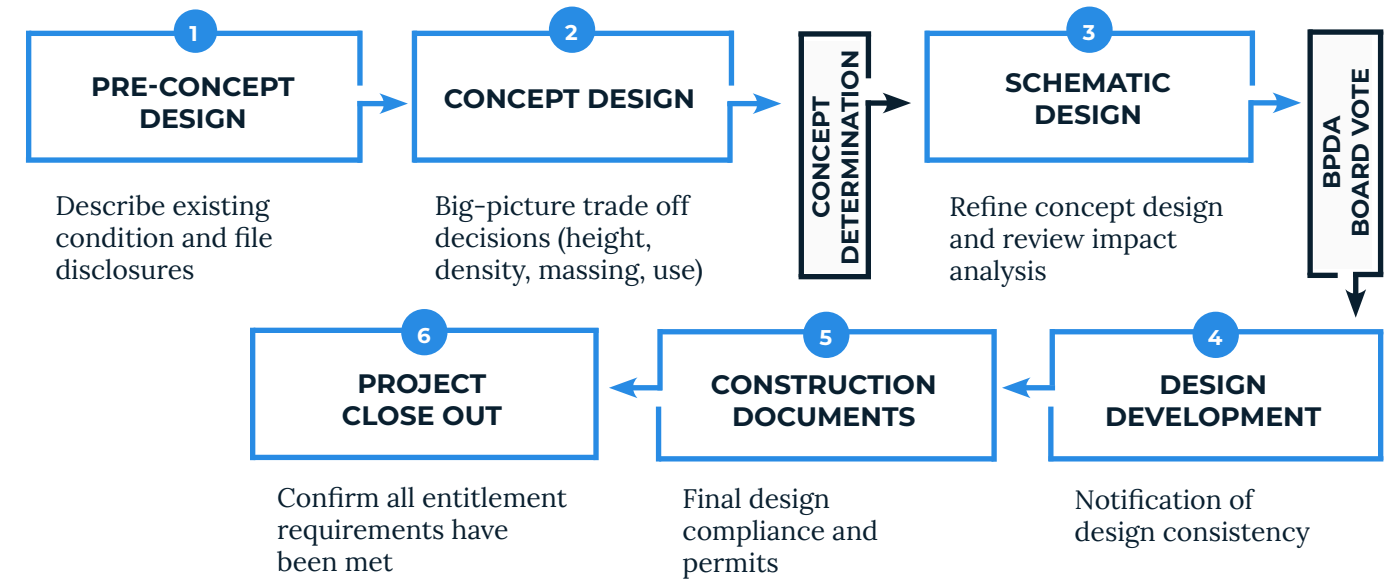 1
PRE-CONCEPT
DESIGN
Describe existing
condition and file
disclosures
2
CONCEPT DESIGN
Big-picture trade off
decisions (height,
density, massing, use)
CONCEPT
DETERMINATION
3
SCHEMATIC
DESIGN
Refine concept design
and review impact
analysis
BPDA
BOARD VOTE
4
DESIGN
DEVELOPMENT
Notification of
design consistency
5
CONSTRUCTION
DOCUMENTS
Final design
compliance and
permits
6
PROJECT
CLOSE OUT
Confirm all entitlement
requirements have
been met